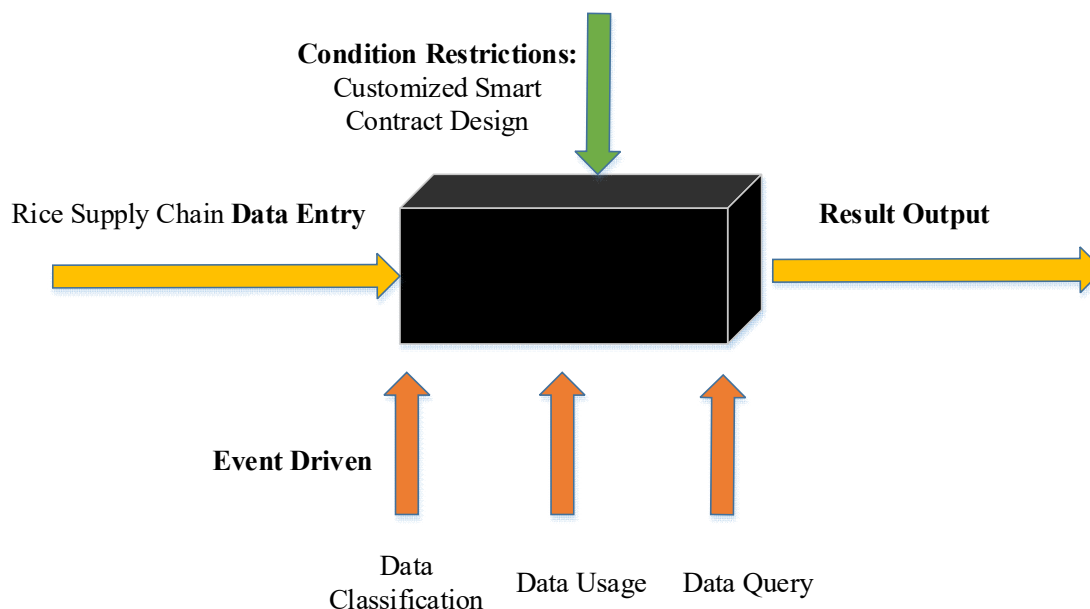 Condition Restrictions:
Customized Smart
Contract Design
Rice Supply Chain Data Entry
Result Output
Event Driven
Data
Classification
Data Usage
Data Query